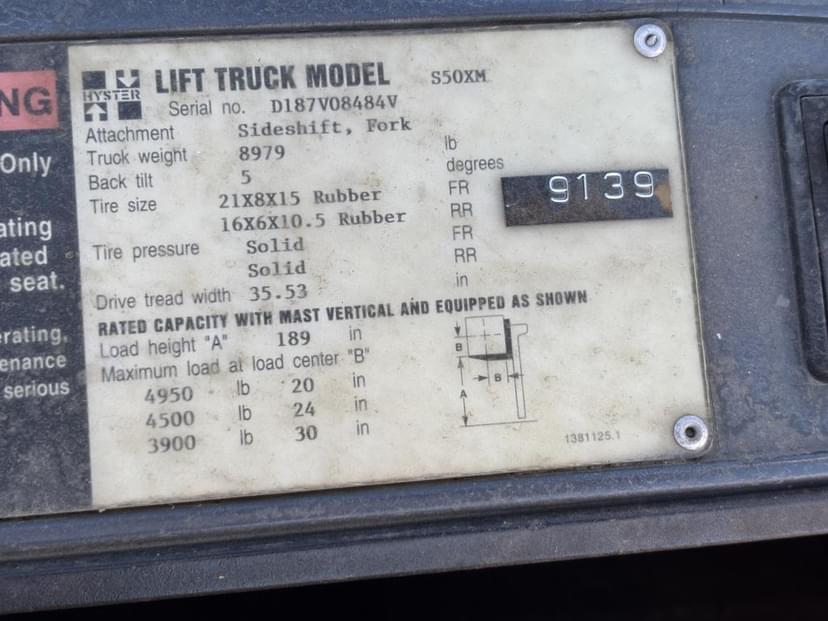 NG
Only
ating
ated
seat.
erating,
enance
serious
HYSTER
LIFT TRUCK MODEL S50XM
Serial no. D187V08484V
Attachment Sideshift, Fork
Truck weight 8979 lb
Back tilt 5 degrees
Tire size 21X8X15 Rubber FR
16X6X10.5 Rubber RR
Tire pressure Solid FR
Solid RR
Drive tread width 35.53 in
9139
RATED CAPACITY WITH MAST VERTICAL AND EQUIPPED AS SHOWN
Load height "A" 189 in
Maximum load at load center "B"
4950 lb 20 in
4500 lb 24 in
3900 lb 30 in
B
B
A
1381125.1